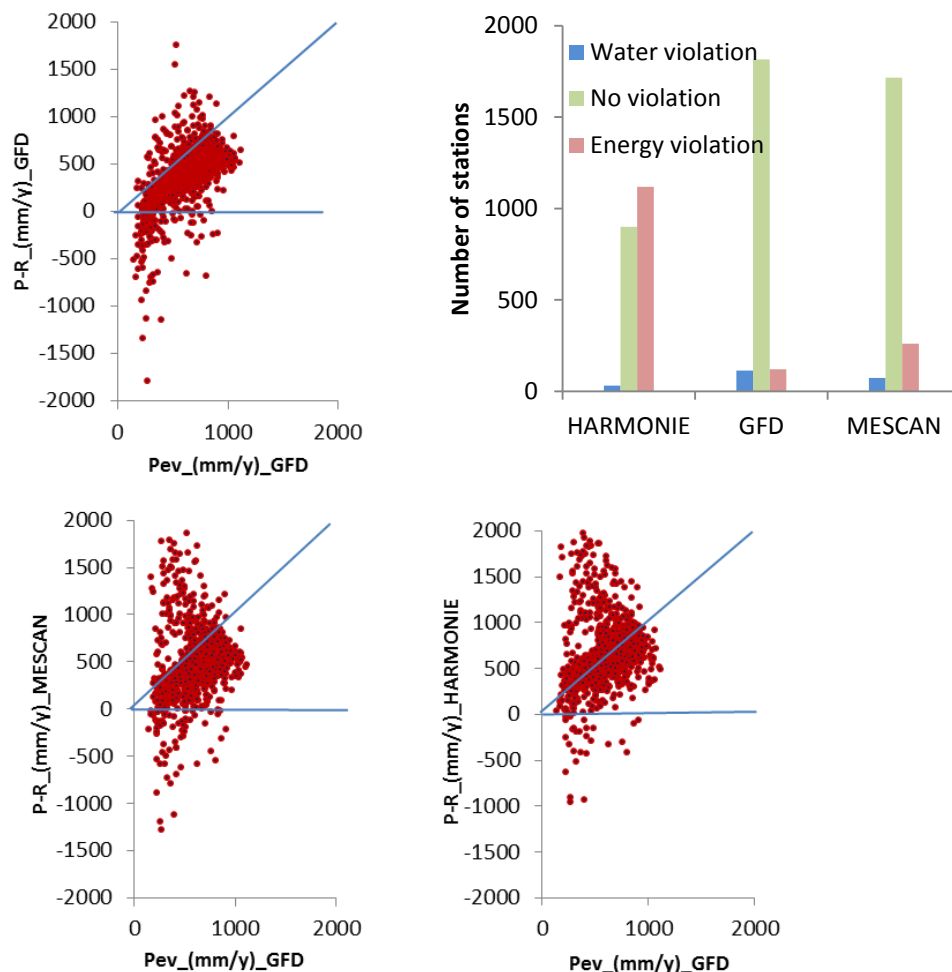 2000
1500
1000
500
0
-500
-1000
-1500
-2000
P-R_(mm/y)_GFD
0 1000 2000
Pev_(mm/y)_GFD
2000
1500
1000
500
0
Number of stations
Water violation
No violation
Energy violation
HARMONIE GFD MESCAN
2000
1500
1000
500
0
-500
-1000
-1500
-2000
P-R_(mm/y)_MESCAN
0 1000 2000
Pev_(mm/y)_GFD
2000
1500
1000
500
0
-500
-1000
-1500
-2000
P-R_(mm/y)_HARMONIE
0 1000 2000
Pev_(mm/y)_GFD